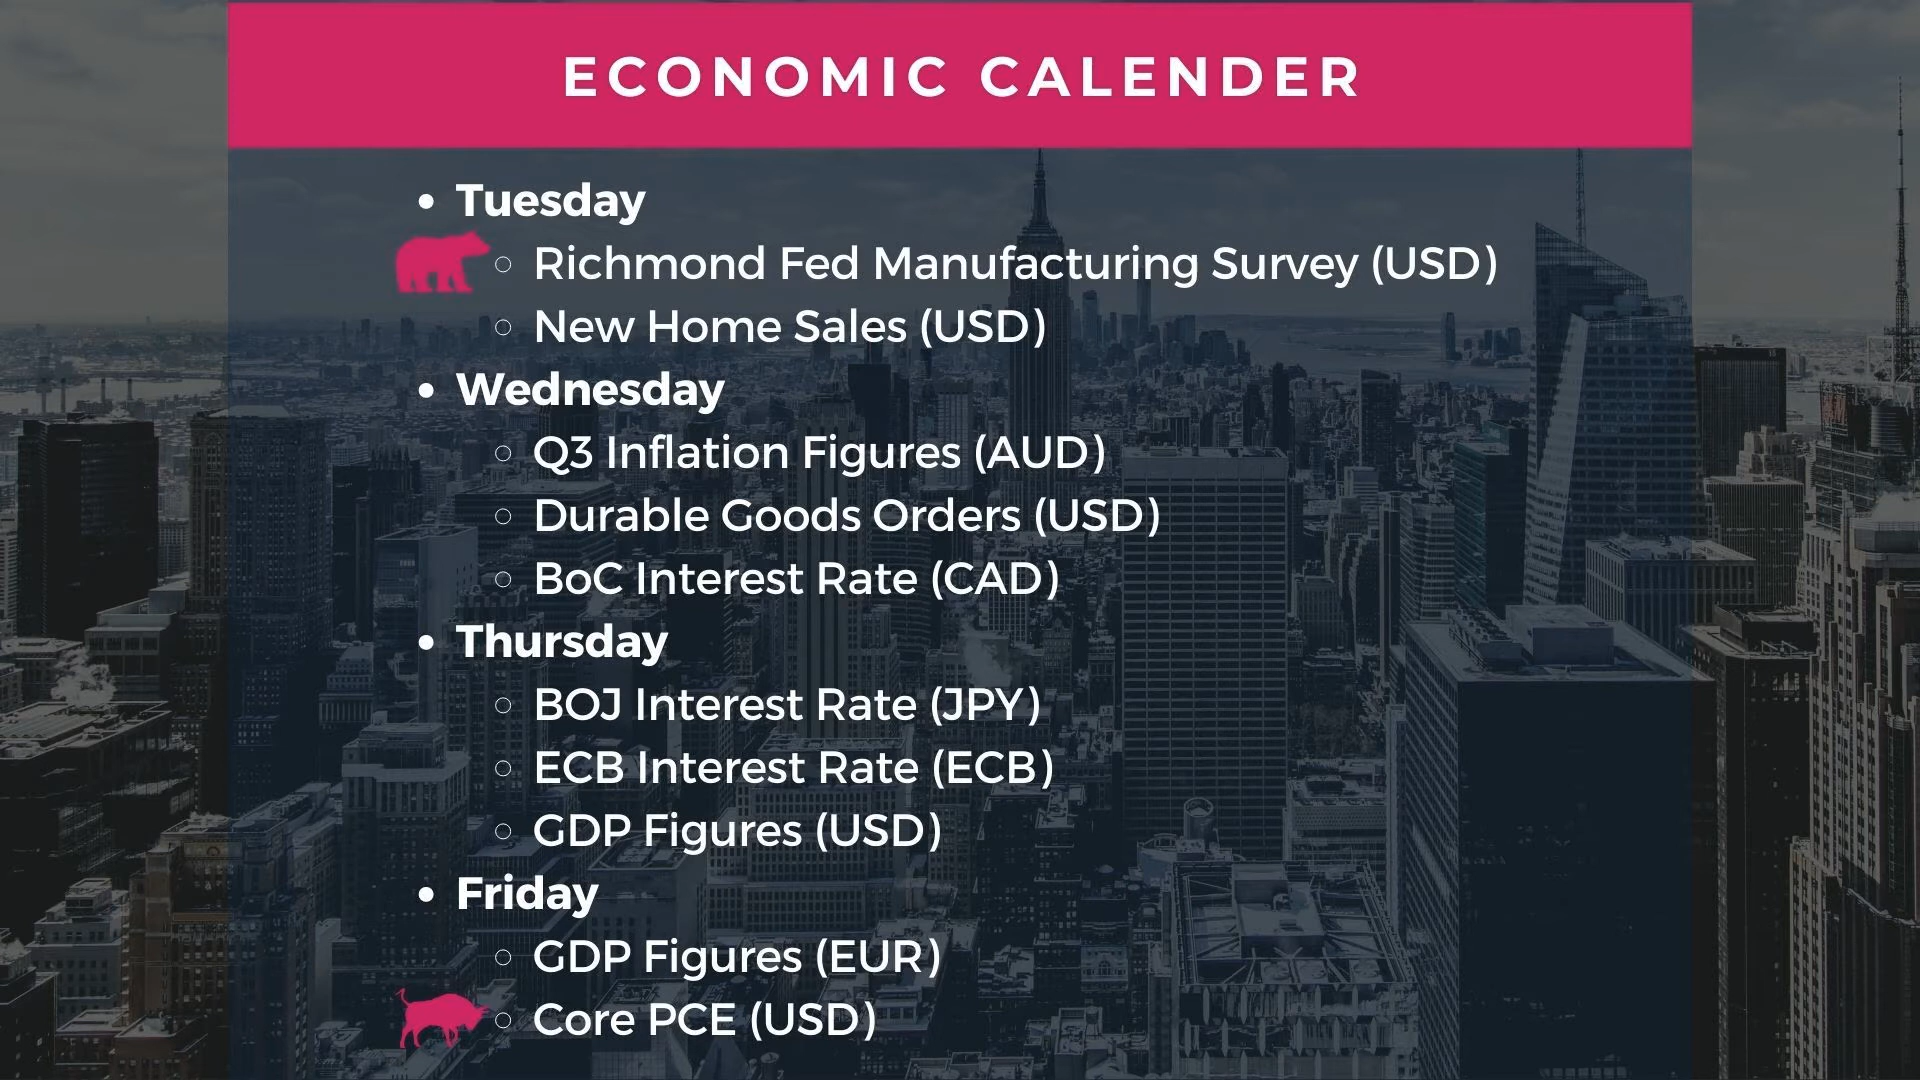 ECONOMIC CALENDER
• Tuesday
○ Richmond Fed Manufacturing Survey (USD)
○ New Home Sales (USD)
• Wednesday
○ Q3 Inflation Figures (AUD)
○ Durable Goods Orders (USD)
○ BoC Interest Rate (CAD)
• Thursday
○ BOJ Interest Rate (JPY)
○ ECB Interest Rate (ECB)
○ GDP Figures (USD)
• Friday
○ GDP Figures (EUR)
○ Core PCE (USD)